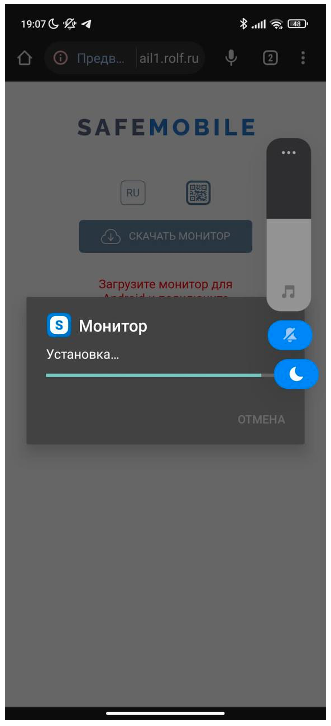 19:07
48
Предв...
ail1.rolf.ru
2
SAFEMOBILE
RU
СКАЧАТЬ МОНИТОР
Загрузите монитор для
Android и подключите
S
Монитор
Установка...
ОТМЕНА